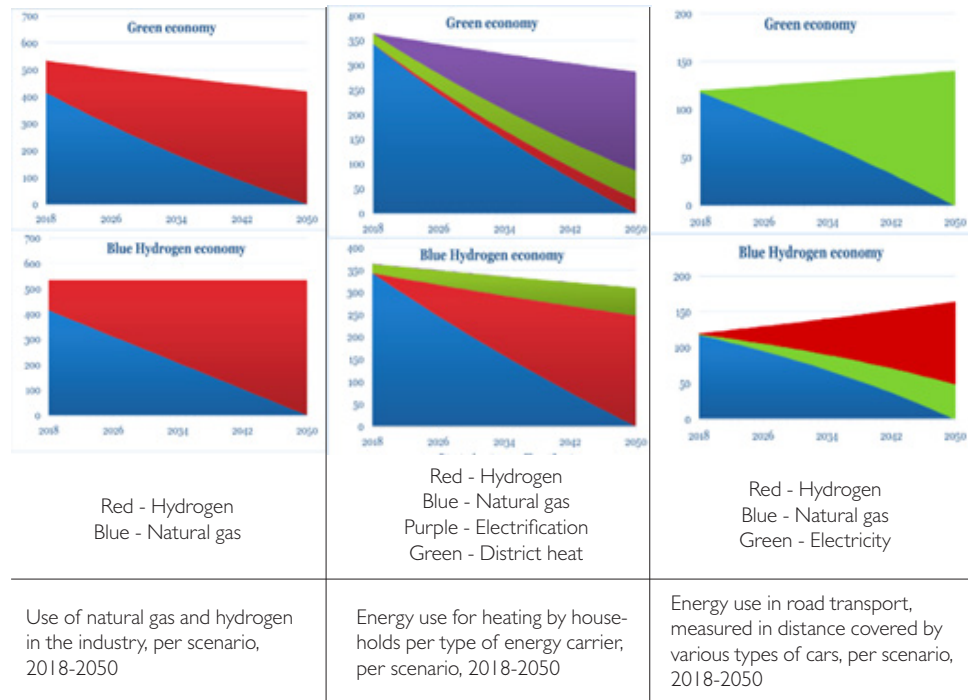 Green economy
700
600
500
400
300
200
100
0
2018 2026 2034 2042 2050
Green economy
400
350
300
250
200
150
100
50
0
2018 2026 2034 2042 2050
Green economy
200
150
100
50
0
2018 2026 2034 2042 2050
Blue Hydrogen economy
700
600
500
400
300
200
100
0
2018 2026 2034 2042 2050
Blue Hydrogen economy
400
350
300
250
200
150
100
50
0
2018 2026 2034 2042 2050
Blue Hydrogen economy
200
150
100
50
0
2018 2026 2034 2042 2050
Red - Hydrogen
Blue - Natural gas
Red - Hydrogen
Blue - Natural gas
Purple - Electrification
Green - District heat
Red - Hydrogen
Blue - Natural gas
Green - Electricity
Use of natural gas and hydrogen
in the industry, per scenario,
2018-2050
Energy use for heating by house-
holds per type of energy carrier,
per scenario, 2018-2050
Energy use in road transport,
measured in distance covered by
various types of cars, per scenario,
2018-2050